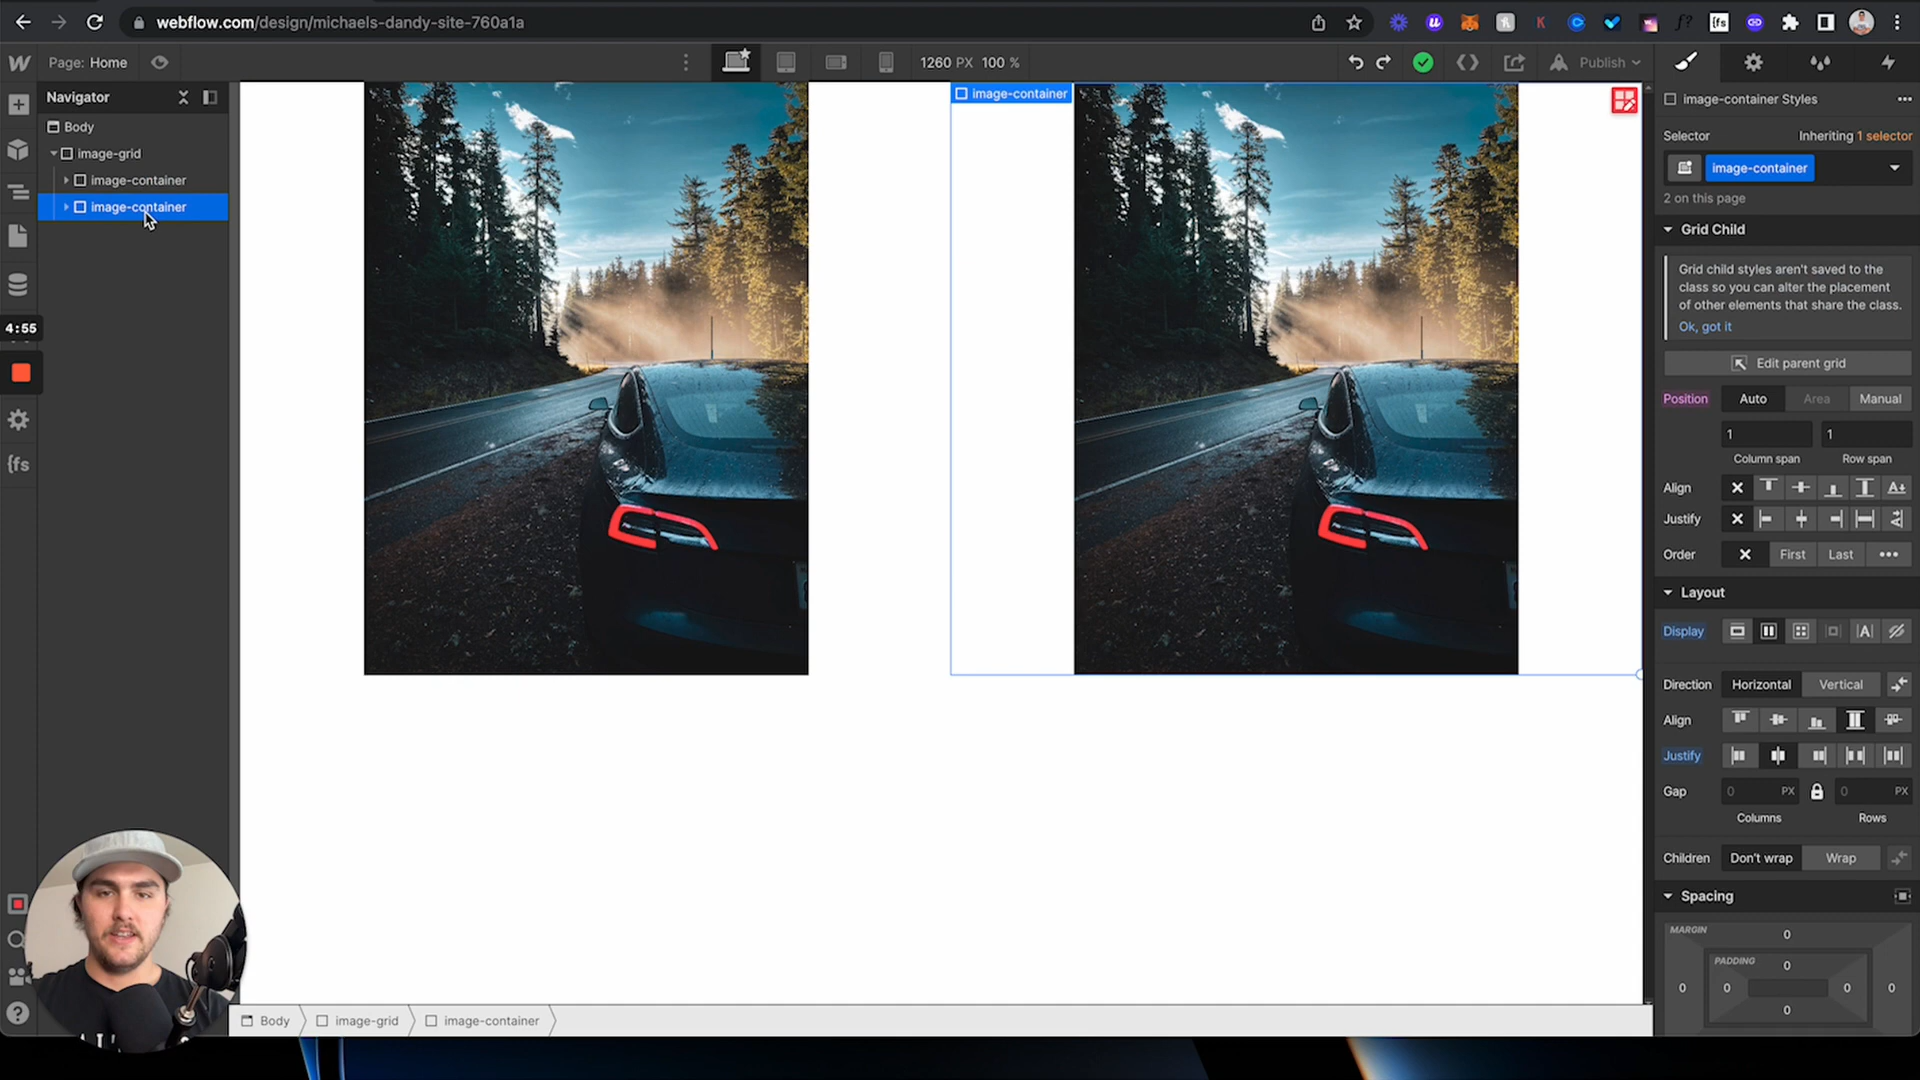 webflow.com/design/michaels-dandy-site-760a1a
Page: Home
1260 PX 100 %
Publish
Navigator
Body
image-grid
image-container
image-container
4:55
{fs
image-container
image-container Styles
Selector
Inheriting 1 selector
image-container
2 on this page
Grid Child
Grid child styles aren't saved to the
class so you can alter the placement
of other elements that share the class.
Ok, got it
Edit parent grid
Position
Auto
Area
Manual
1
1
Column span
Row span
Align
Justify
Order
First
Last
Layout
Display
Direction
Horizontal
Vertical
Align
Justify
Gap
0 PX
0 PX
Columns
Rows
Children
Don't wrap
Wrap
Spacing
MARGIN
0
PADDING
0
0
0
0
0
0
Body
image-grid
image-container